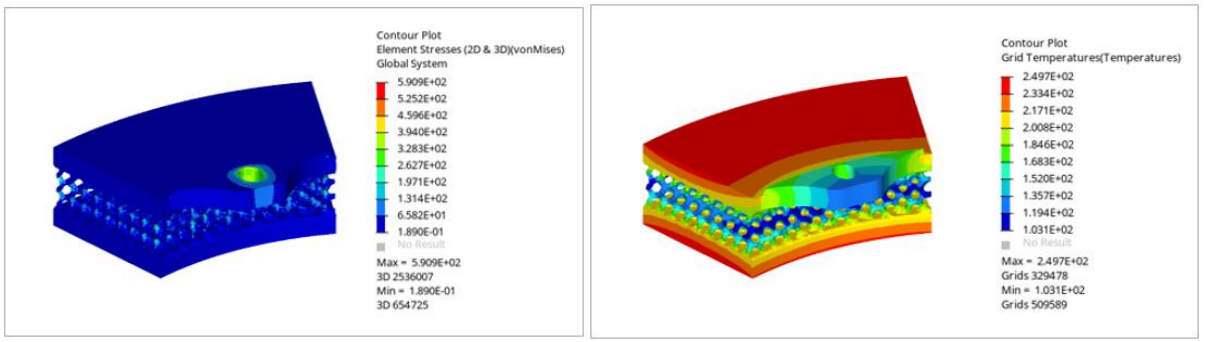 Contour Plot
Element Stresses (2D & 3D)(vonMises)
Global System
5.909E+02
5.252E+02
4.596E+02
3.940E+02
3.283E+02
2.627E+02
1.971E+02
1.314E+02
6.582E+01
1.890E-01
No Result
Max = 5.909E+02
3D 2536007
Min = 1.890E-01
3D 654725
Contour Plot
Grid Temperatures(Temperatures)
2.497E+02
2.334E+02
2.171E+02
2.008E+02
1.846E+02
1.683E+02
1.520E+02
1.357E+02
1.194E+02
1.031E+02
No Result
Max = 2.497E+02
Grids 329478
Min = 1.031E+02
Grids 509589